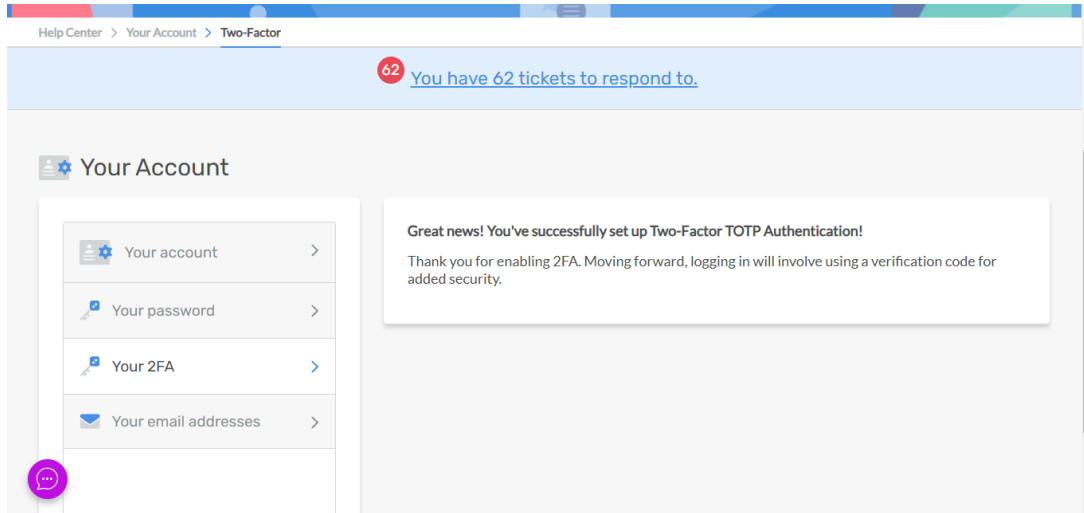 Help Center > Your Account > Two-Factor
62
You have 62 tickets to respond to.
Your Account
Your account
Your password
Your 2FA
Your email addresses
Great news! You've successfully set up Two-Factor TOTP Authentication!
Thank you for enabling 2FA. Moving forward, logging in will involve using a verification code for
added security.